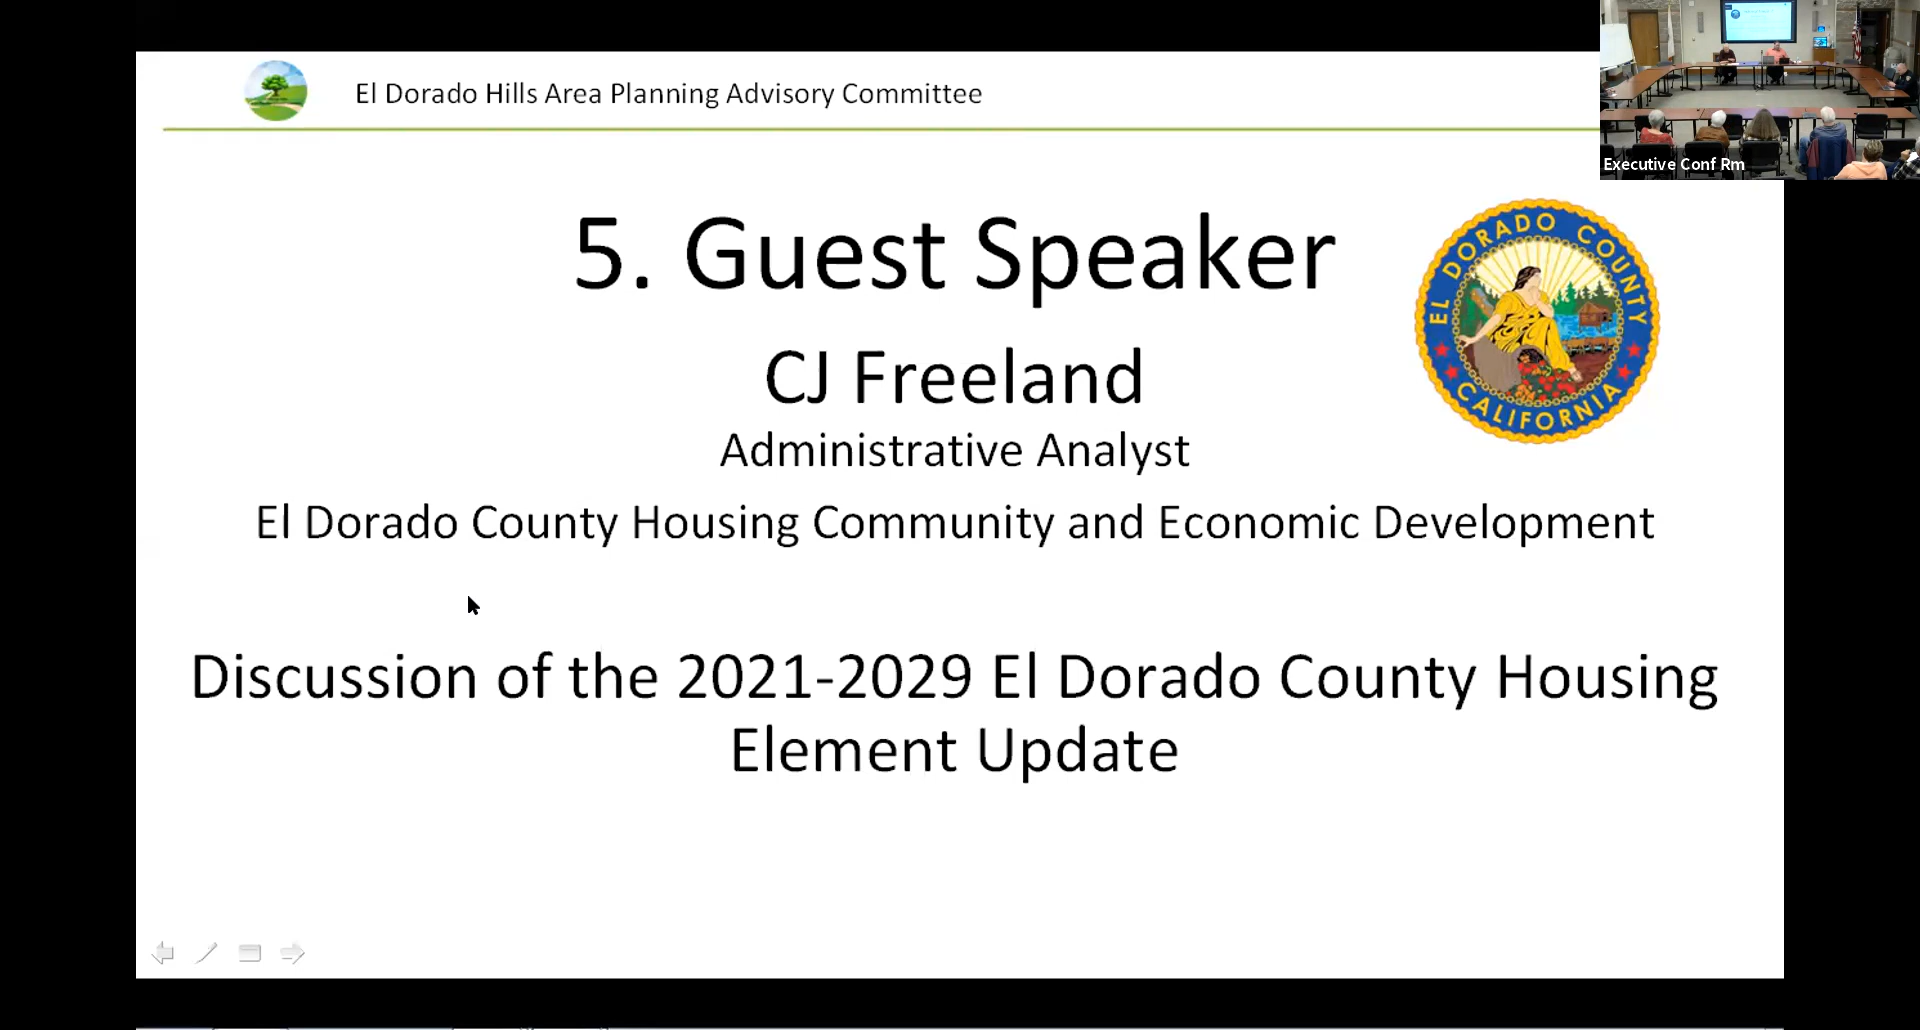 El Dorado Hills Area Planning Advisory Committee
Executive Conf Rm
5. Guest Speaker
EL DORADO COUNTY
CALIFORNIA
CJ Freeland
Administrative Analyst
El Dorado County Housing Community and Economic Development
Discussion of the 2021-2029 El Dorado County Housing
Element Update